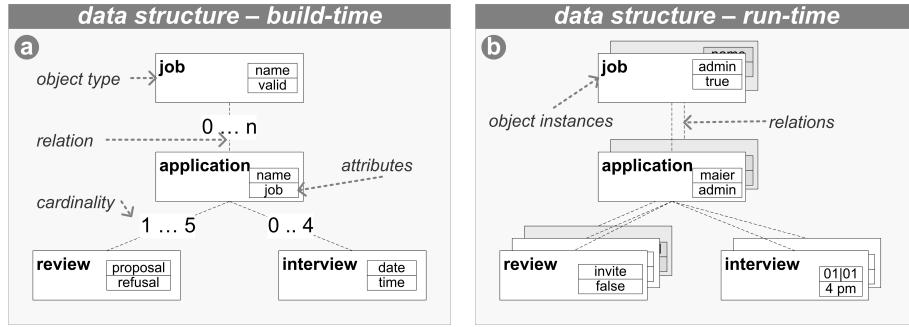 data structure – build-time
a
job
name
valid
object type
0 … n
relation
application
name
job
attributes
cardinality
1 … 5
0 .. 4
review
proposal
refusal
interview
date
time
data structure – run-time
b
name
job
admin
true
object instances
relations
application
maier
admin
review
invite
false
interview
01|01
4 pm